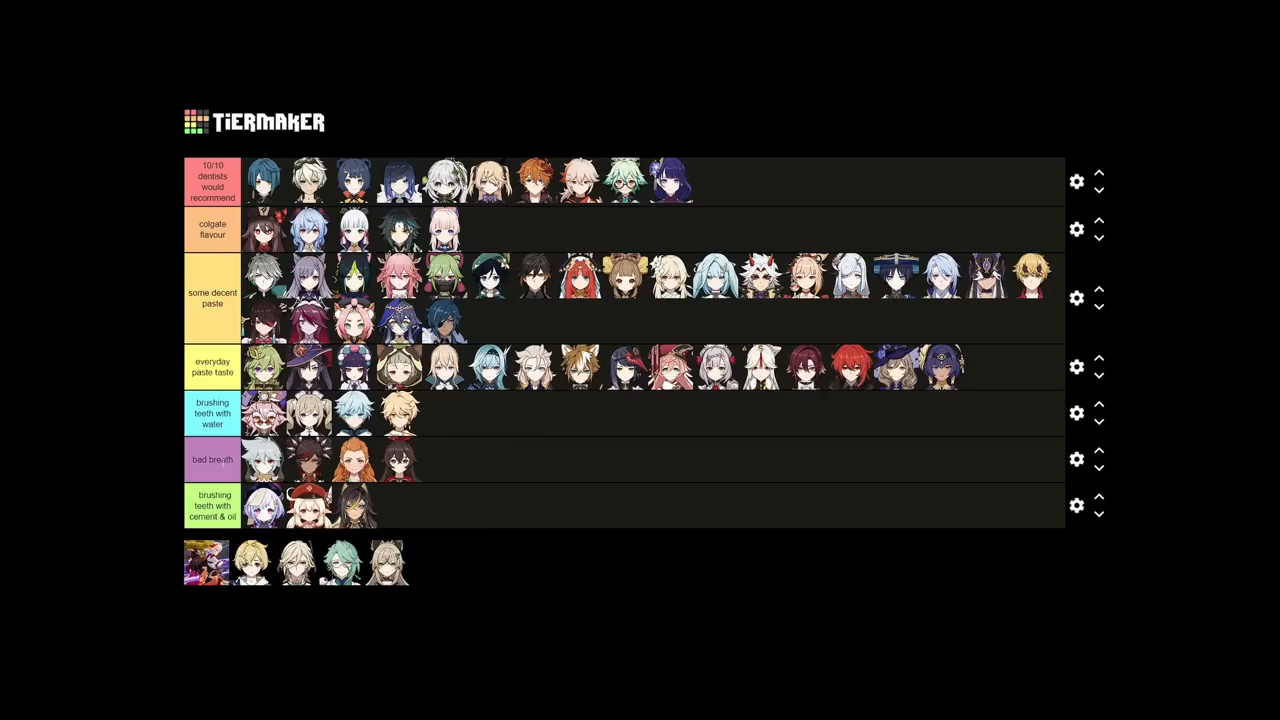 TIERMAKER
10/10
dentists
would
recommend
colgate
flavour
some decent
paste
everyday
paste taste
brushing
teeth with
water
bad breath
brushing
teeth with
cement & oil